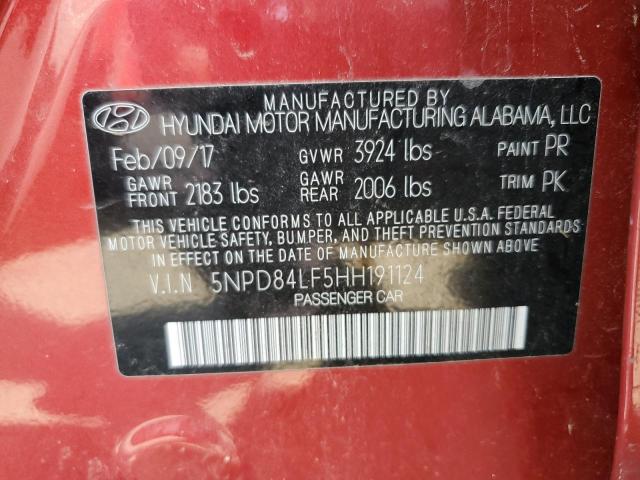 MANUFACTURED BY
HYUNDAI MOTOR MANUFACTURING ALABAMA, LLC
Feb/09/17 GVWR 3924 lbs PAINT PR
GAWR FRONT 2183 lbs GAWR REAR 2006 lbs TRIM PK
THIS VEHICLE CONFORMS TO ALL APPLICABLE U.S.A. FEDERAL
MOTOR VEHICLE SAFETY, BUMPER, AND THEFT PREVENTION STANDARDS
IN EFFECT ON THE DATE OF MANUFACTURE SHOWN ABOVE.
V.I.N 5NPD84LF5HH191124
PASSENGER CAR